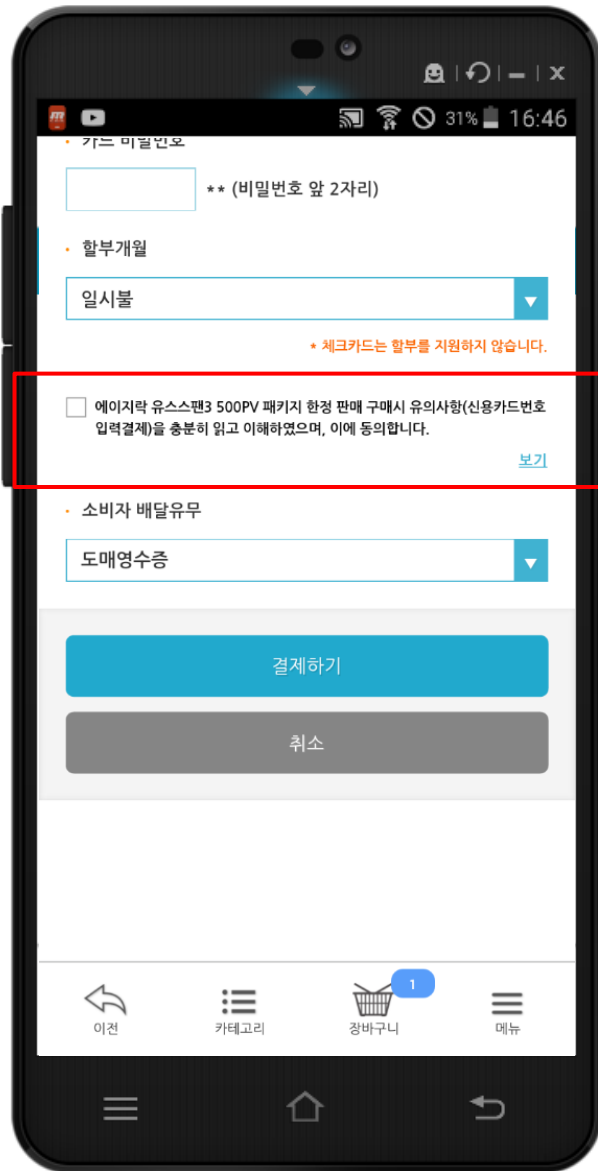 31% 16:46
· 카드 비밀번호
** (비밀번호 앞 2자리)
· 할부개월
일시불
* 체크카드는 할부를 지원하지 않습니다.
에이지락 유스스팬3 500PV 패키지 한정 판매 구매시 유의사항(신용카드번호
입력결제)을 충분히 읽고 이해하였으며, 이에 동의합니다.
보기
· 소비자 배달유무
도매영수증
결제하기
취소
1
이전 카테고리 장바구니 메뉴